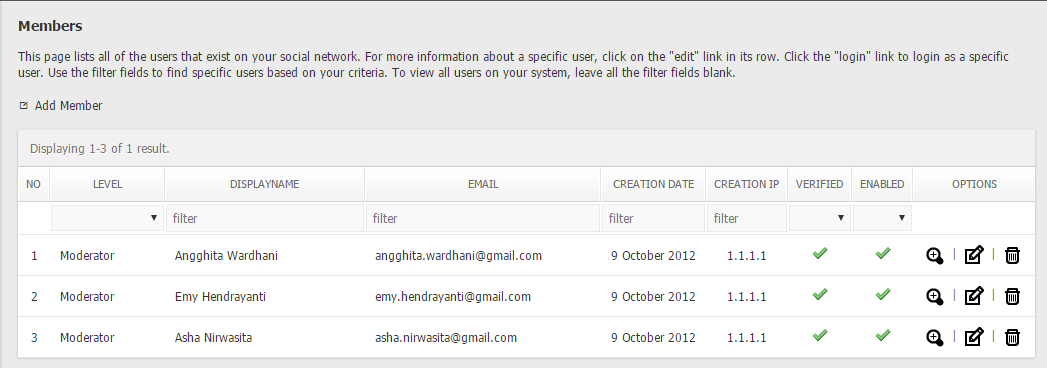 Members
This page lists all of the users that exist on your social network. For more information about a specific user, click on the "edit" link in its row. Click the "login" link to login as a specific
user. Use the filter fields to find specific users based on your criteria. To view all users on your system, leave all the filter fields blank.
Add Member
Displaying 1-3 of 1 result.
NO LEVEL DISPLAYNAME EMAIL CREATION DATE CREATION IP VERIFIED ENABLED OPTIONS
filter filter filter filter
1 Moderator Angghita Wardhani angghita.wardhani@gmail.com 9 October 2012 1.1.1.1 | |
2 Moderator Emy Hendrayanti emy.hendrayanti@gmail.com 9 October 2012 1.1.1.1 | |
3 Moderator Asha Nirwasita asha.nirwasita@gmail.com 9 October 2012 1.1.1.1 | |